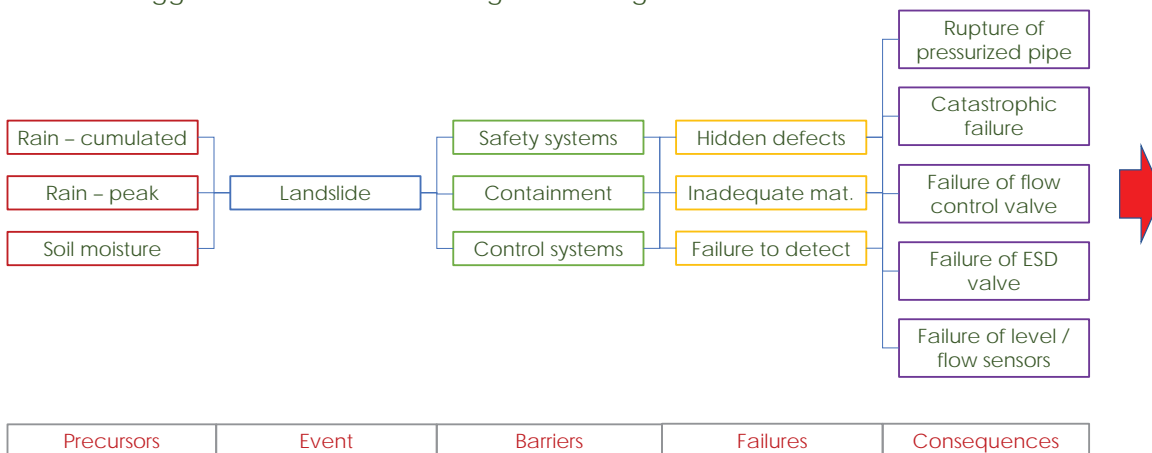 Rupture of
pressurized pipe
Catastrophic
failure
Rain – cumulated
Safety systems
Hidden defects
Rain – peak
Landslide
Containment
Inadequate mat.
Failure of flow
control valve
Soil moisture
Control systems
Failure to detect
Failure of ESD
valve
Failure of level /
flow sensors
Precursors
Event
Barriers
Failures
Consequences